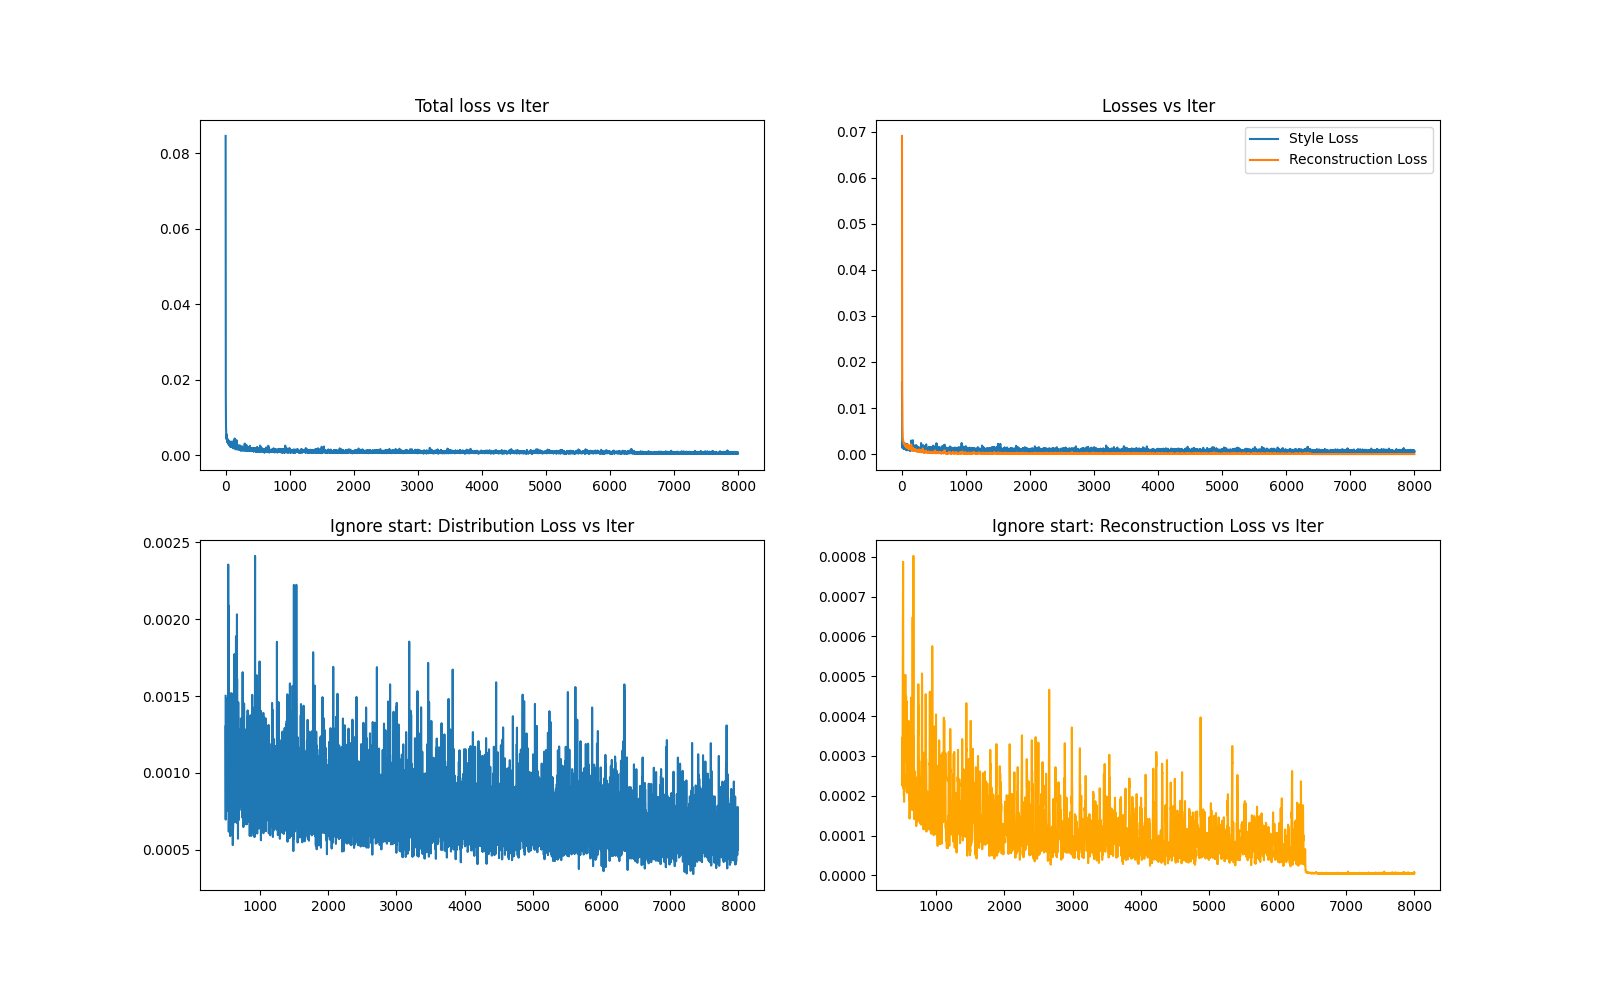 Total loss vs Iter
0.08
0.06
0.04
0.02
0.00
0 1000 2000 3000 4000 5000 6000 7000 8000
Losses vs Iter
Style Loss
Reconstruction Loss
0.07
0.06
0.05
0.04
0.03
0.02
0.01
0.00
0 1000 2000 3000 4000 5000 6000 7000 8000
Ignore start: Distribution Loss vs Iter
0.0025
0.0020
0.0015
0.0010
0.0005
1000 2000 3000 4000 5000 6000 7000 8000
Ignore start: Reconstruction Loss vs Iter
0.0008
0.0007
0.0006
0.0005
0.0004
0.0003
0.0002
0.0001
0.0000
1000 2000 3000 4000 5000 6000 7000 8000